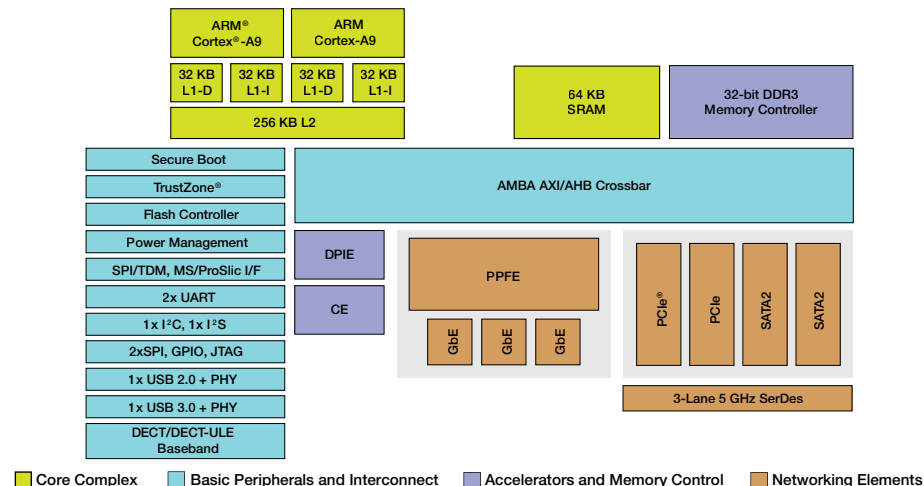 ARM®
Cortex®-A9
ARM
Cortex-A9
32 KB
L1-D
32 KB
L1-I
32 KB
L1-D
32 KB
L1-I
256 KB L2
64 KB
SRAM
32-bit DDR3
Memory Controller
Secure Boot
TrustZone®
Flash Controller
Power Management
SPI/TDM, MS/ProSlic I/F
2x UART
1x I²C, 1x I²S
2xSPI, GPIO, JTAG
1x USB 2.0 + PHY
1x USB 3.0 + PHY
DECT/DECT-ULE
Baseband
AMBA AXI/AHB Crossbar
DPIE
CE
PPFE
GbE
GbE
GbE
PCIe®
PCIe
SATA2
SATA2
3-Lane 5 GHz SerDes
Core Complex
Basic Peripherals and Interconnect
Accelerators and Memory Control
Networking Elements